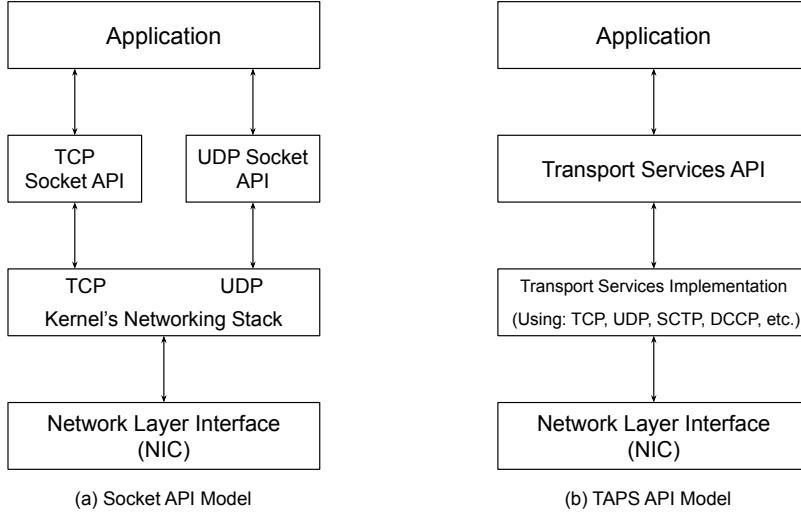 Application
TCP
Socket API
UDP Socket
API
TCP
UDP
Kernel's Networking Stack
Network Layer Interface
(NIC)
(a) Socket API Model
Application
Transport Services API
Transport Services Implementation
(Using: TCP, UDP, SCTP, DCCP, etc.)
Network Layer Interface
(NIC)
(b) TAPS API Model